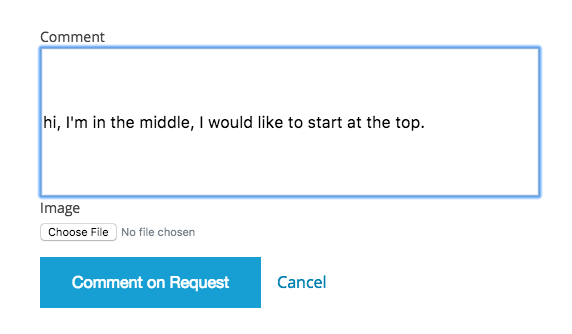 Comment
hi, I'm in the middle, I would like to start at the top.
Image
Choose File No file chosen
Comment on Request Cancel